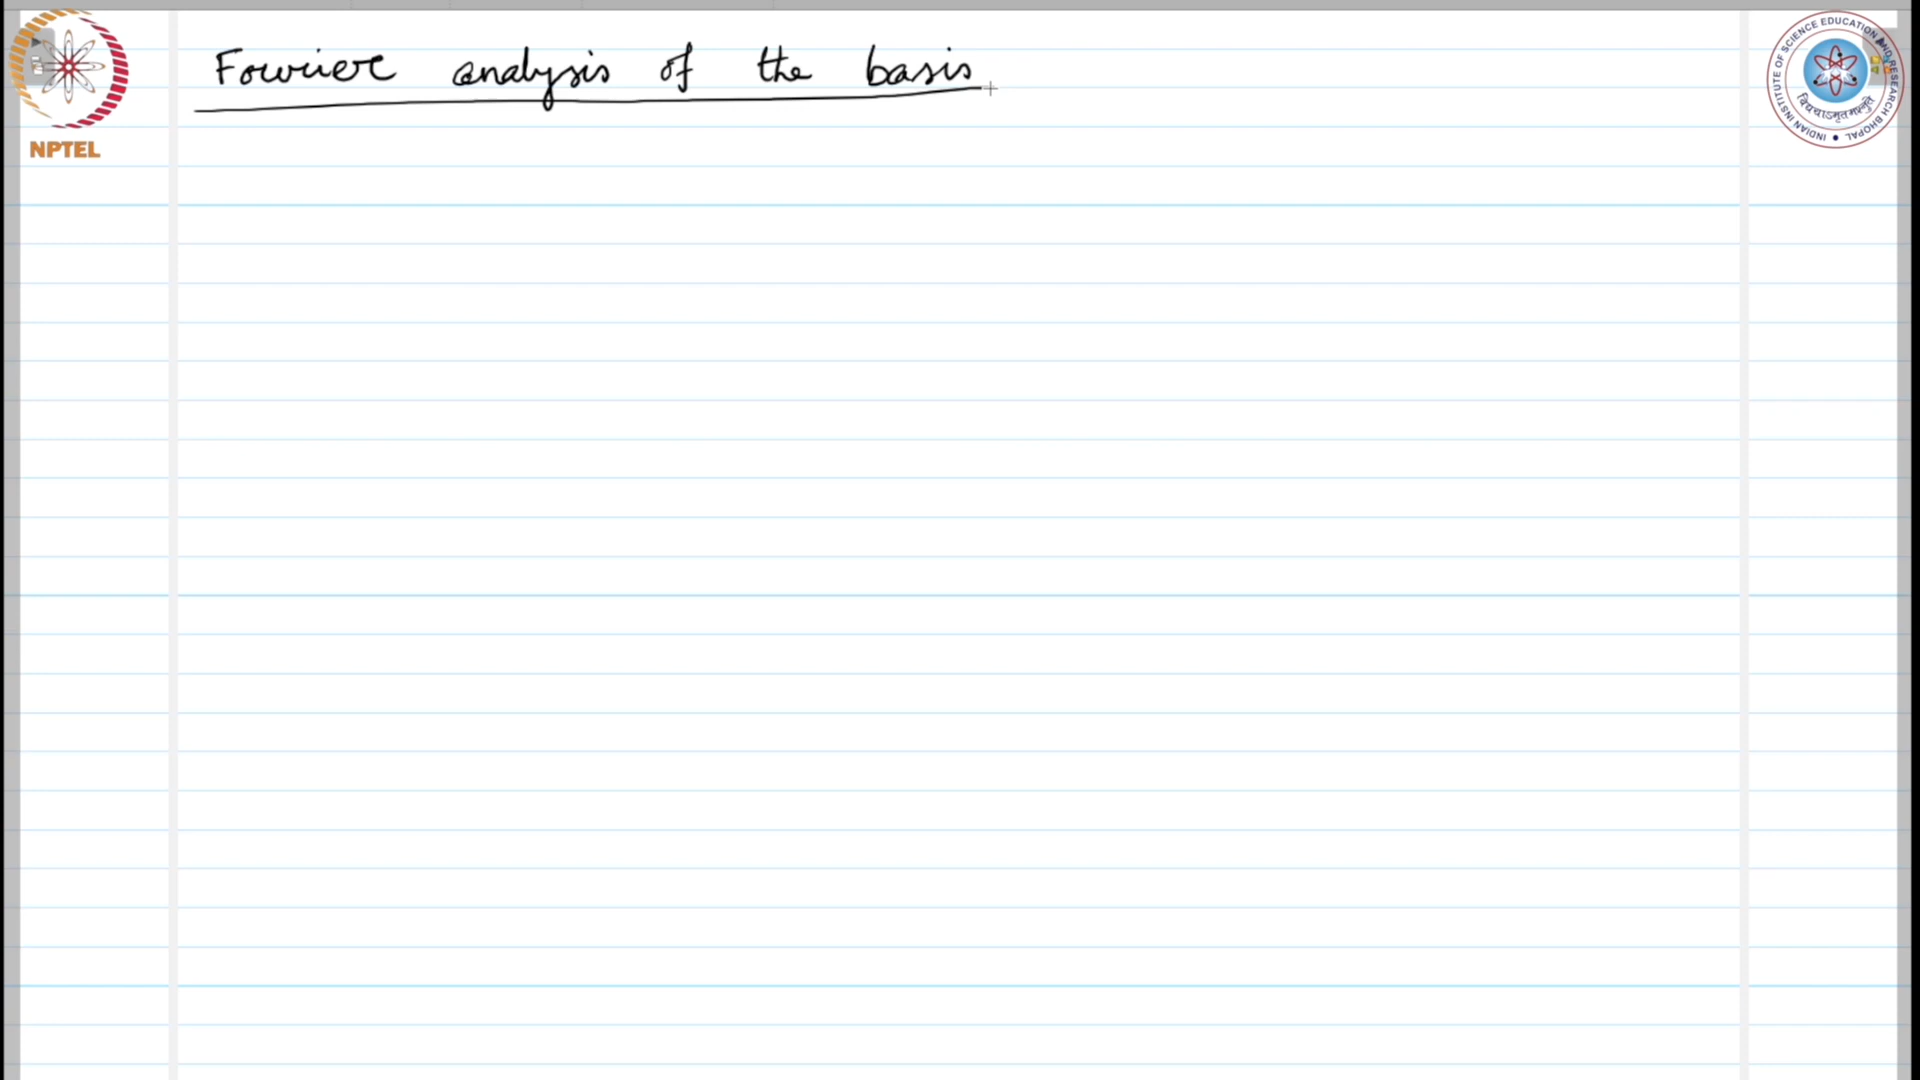 Fourier analysis of the basis
NPTEL
INDIAN INSTITUTE OF SCIENCE EDUCATION AND RESEARCH BHOPAL